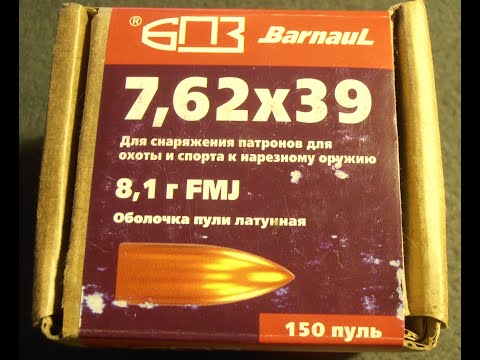 ® БПЗ Barnaul
7,62x39
Для снаряжения патронов для
охоты и спорта к нарезному оружию
8,1 г FMJ
Оболочка пули латунная
150 пуль